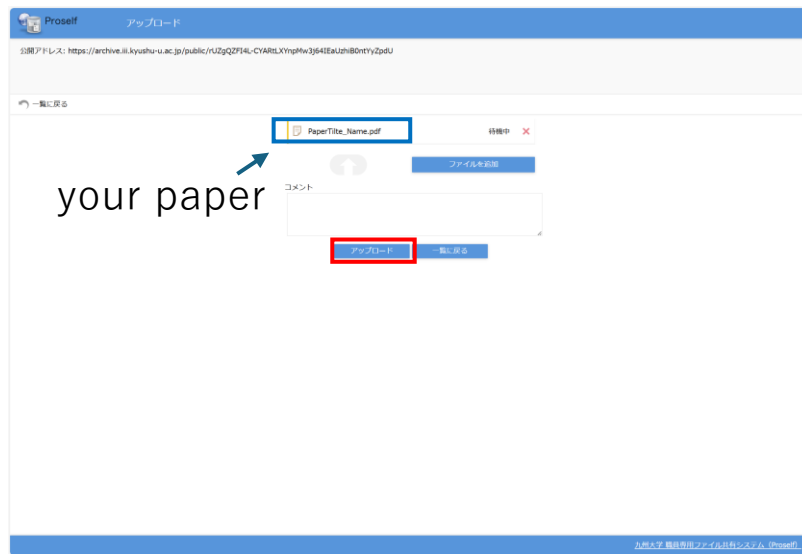 Proself アップロード
公開アドレス: https://archive.iii.kyushu-u.ac.jp/public/rUZgQZFI4L-CYARtLXYnpMw3j64IEaUzhiB0ntYyZpdU
一覧に戻る
PaperTilte_Name.pdf 待機中
ファイルを追加
your paper
コメント
アップロード 一覧に戻る
九州大学 職員専用ファイル共有システム (Proself)